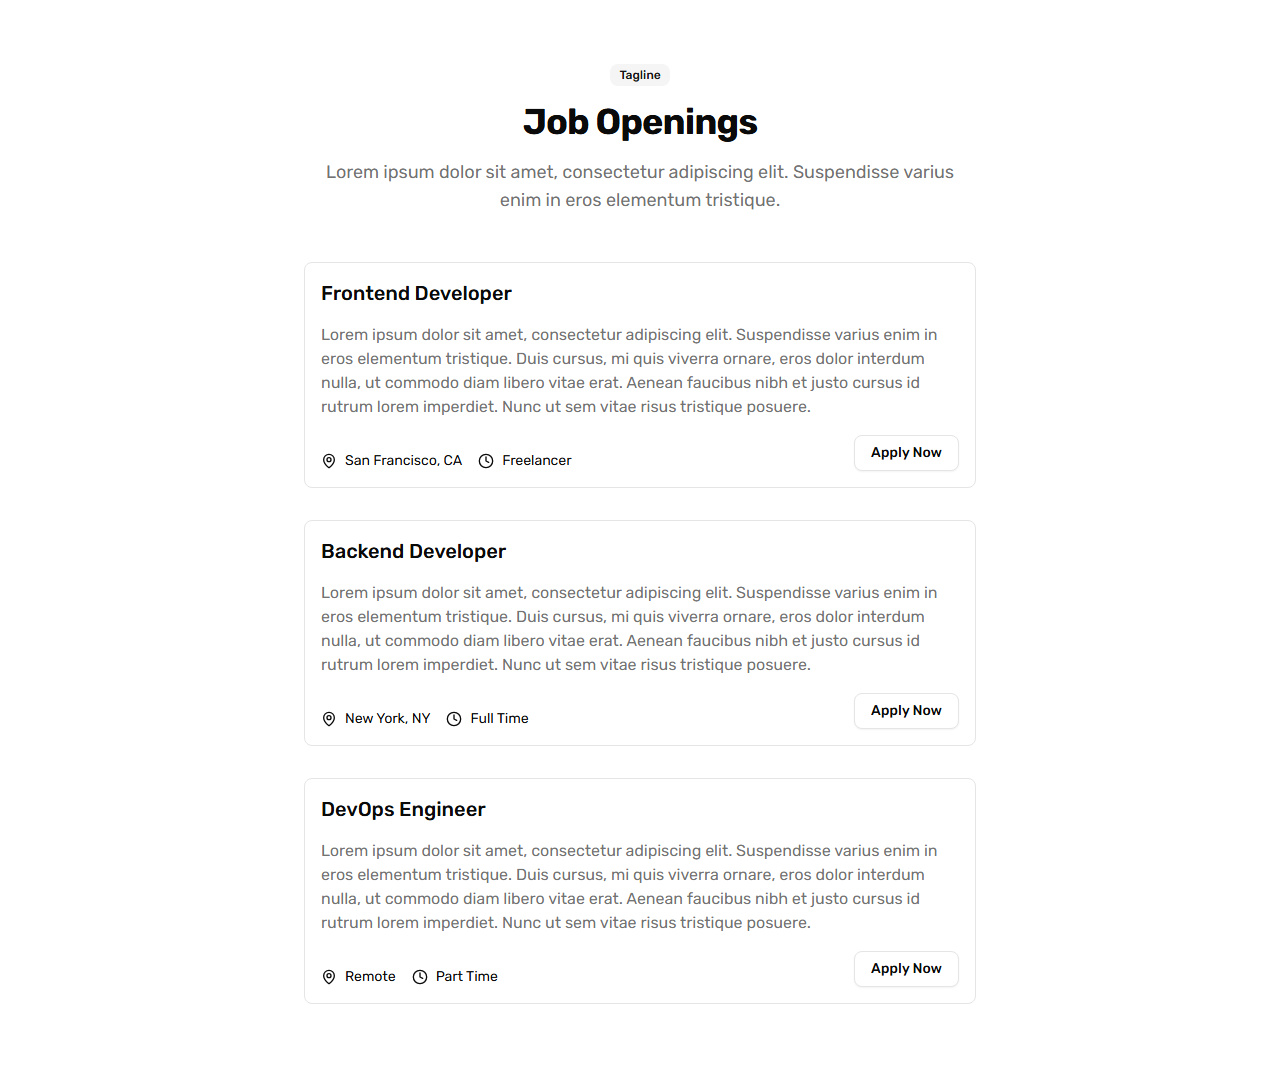 Tagline
Job Openings
Lorem ipsum dolor sit amet, consectetur adipiscing elit. Suspendisse varius
enim in eros elementum tristique.
Frontend Developer
Lorem ipsum dolor sit amet, consectetur adipiscing elit. Suspendisse varius enim in
eros elementum tristique. Duis cursus, mi quis viverra ornare, eros dolor interdum
nulla, ut commodo diam libero vitae erat. Aenean faucibus nibh et justo cursus id
rutrum lorem imperdiet. Nunc ut sem vitae risus tristique posuere.
San Francisco, CA Freelancer Apply Now
Backend Developer
Lorem ipsum dolor sit amet, consectetur adipiscing elit. Suspendisse varius enim in
eros elementum tristique. Duis cursus, mi quis viverra ornare, eros dolor interdum
nulla, ut commodo diam libero vitae erat. Aenean faucibus nibh et justo cursus id
rutrum lorem imperdiet. Nunc ut sem vitae risus tristique posuere.
New York, NY Full Time Apply Now
DevOps Engineer
Lorem ipsum dolor sit amet, consectetur adipiscing elit. Suspendisse varius enim in
eros elementum tristique. Duis cursus, mi quis viverra ornare, eros dolor interdum
nulla, ut commodo diam libero vitae erat. Aenean faucibus nibh et justo cursus id
rutrum lorem imperdiet. Nunc ut sem vitae risus tristique posuere.
Remote Part Time Apply Now